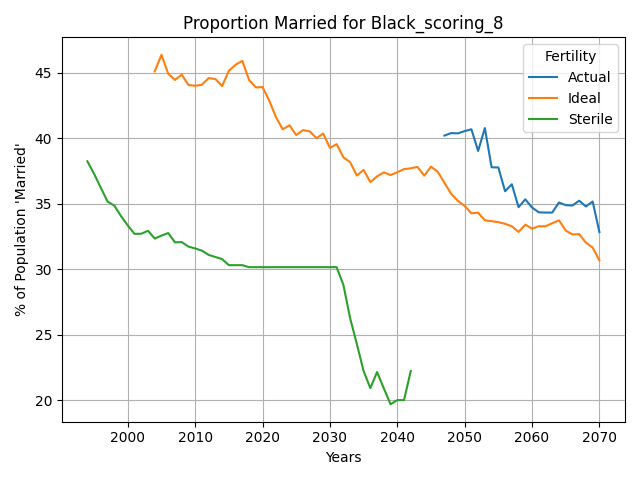 Proportion Married for Black_scoring_8
% of Population 'Married'
45
40
35
30
25
20
2000 2010 2020 2030 2040 2050 2060 2070
Years
Fertility
Actual
Ideal
Sterile